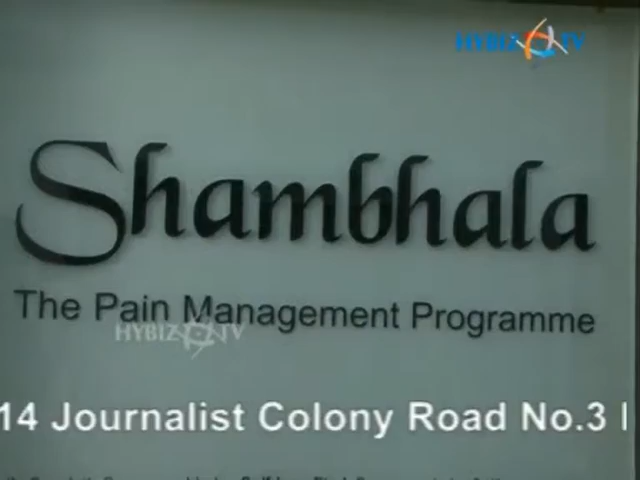 HYBIZ TV
Shambhala
The Pain Management Programme
HYBIZ TV
14 Journalist Colony Road No.3